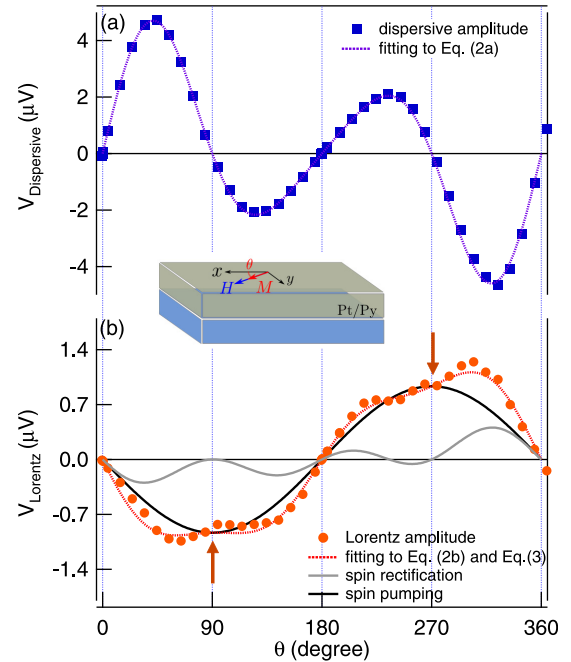 (a)
dispersive amplitude
fitting to Eq. (2a)
4
2
0
-2
-4
V_Dispersive (μV)
x
θ
y
H
M
Pt/Py
(b)
1.4
0.7
0.0
-0.7
-1.4
V_Lorentz (μV)
Lorentz amplitude
fitting to Eq. (2b) and Eq.(3)
spin rectification
spin pumping
0
90
180
270
360
θ (degree)